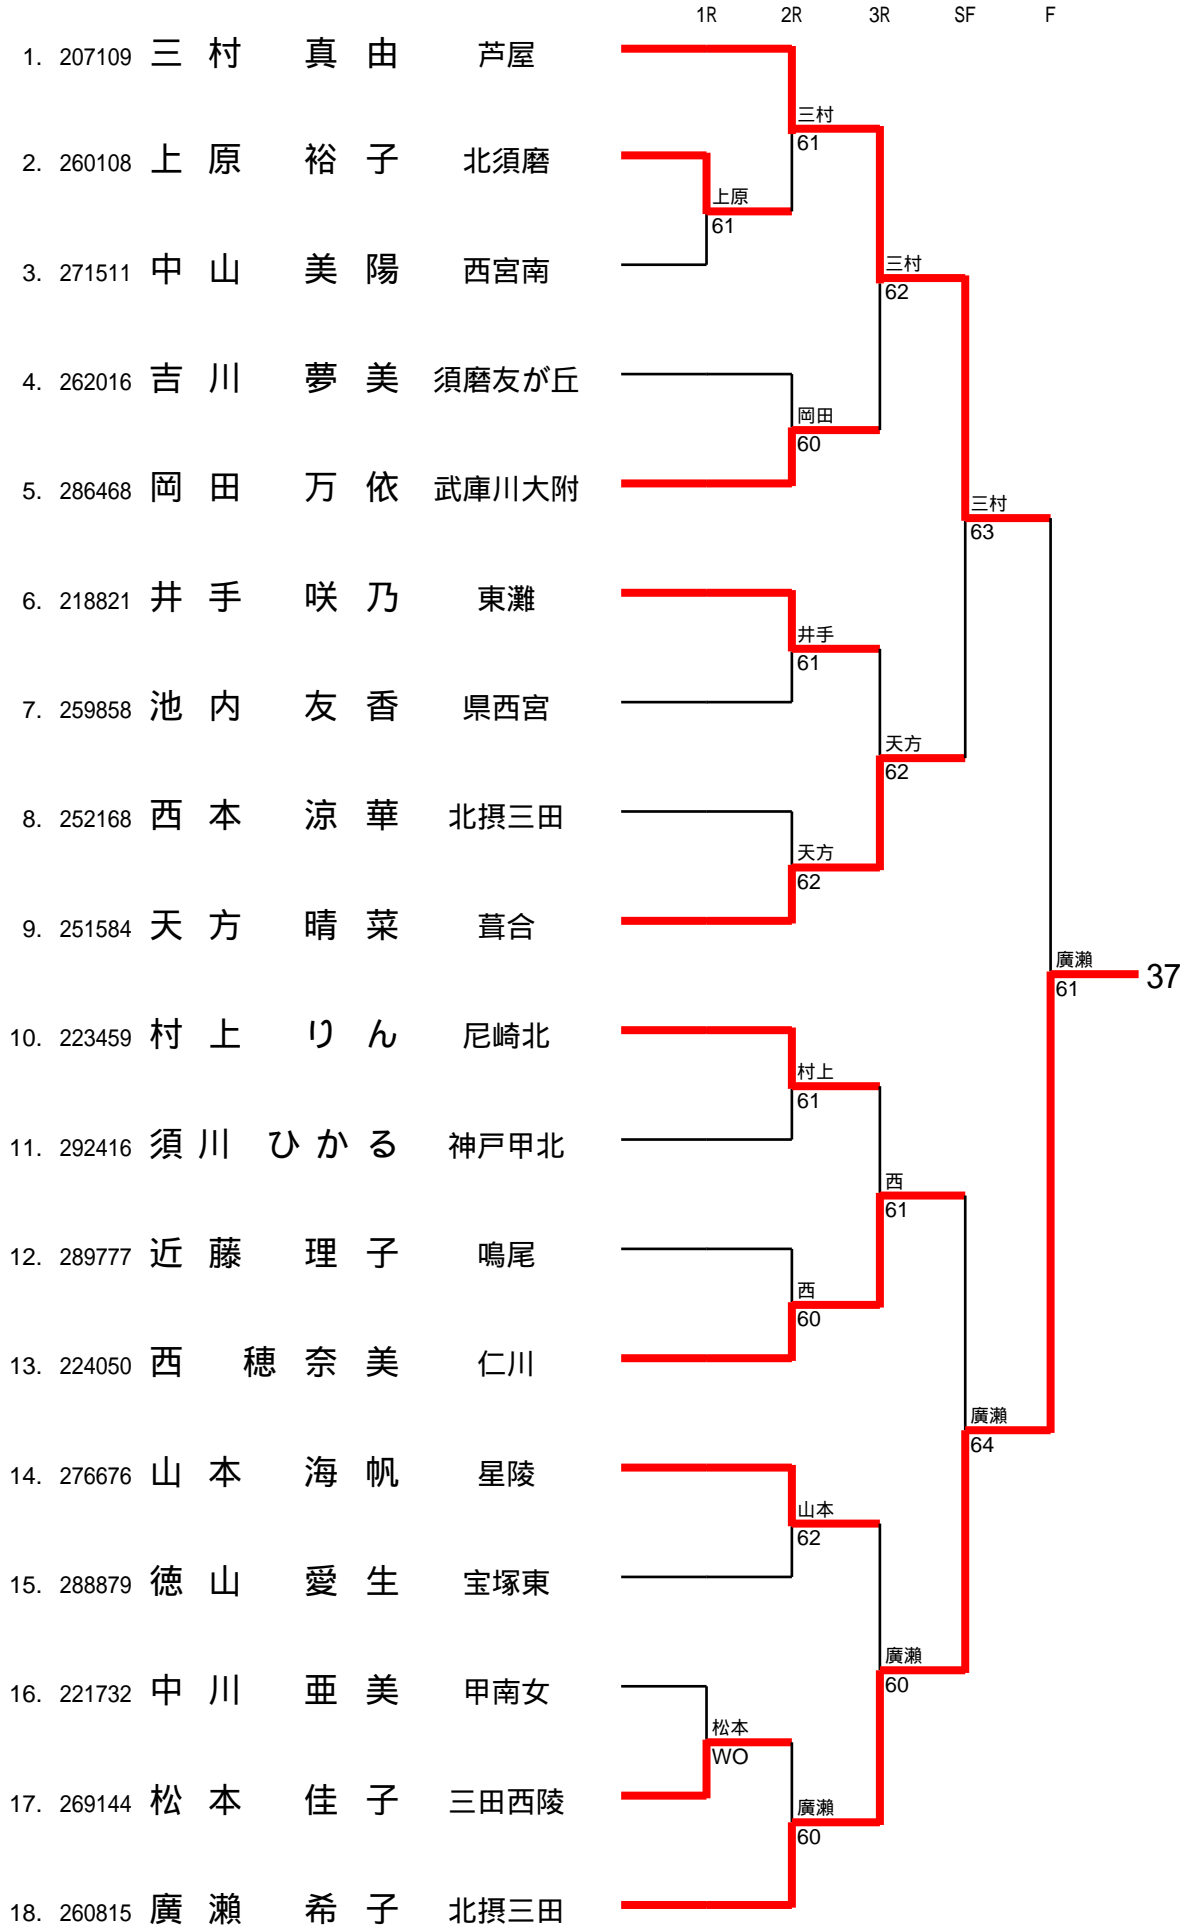 1R 2R 3R SF F
1. 207109 三村 真由 芦屋
三村
61
2. 260108 上原 裕子 北須磨
上原
61
3. 271511 中山 美陽 西宮南
三村
62
4. 262016 吉川 夢美 須磨友が丘
岡田
60
5. 286468 岡田 万依 武庫川大附
三村
63
6. 218821 井手 咲乃 東灘
井手
61
7. 259858 池内 友香 県西宮
天方
62
8. 252168 西本 涼華 北摂三田
天方
62
9. 251584 天方 晴菜 葺合
廣瀬
61
37
10. 223459 村上 りん 尼崎北
村上
61
11. 292416 須川 ひかる 神戸甲北
西
61
12. 289777 近藤 理子 鳴尾
西
60
13. 224050 西 穂奈美 仁川
廣瀬
64
14. 276676 山本 海帆 星陵
山本
62
15. 288879 徳山 愛生 宝塚東
廣瀬
60
16. 221732 中川 亜美 甲南女
松本
WO
17. 269144 松本 佳子 三田西陵
廣瀬
60
18. 260815 廣瀬 希子 北摂三田